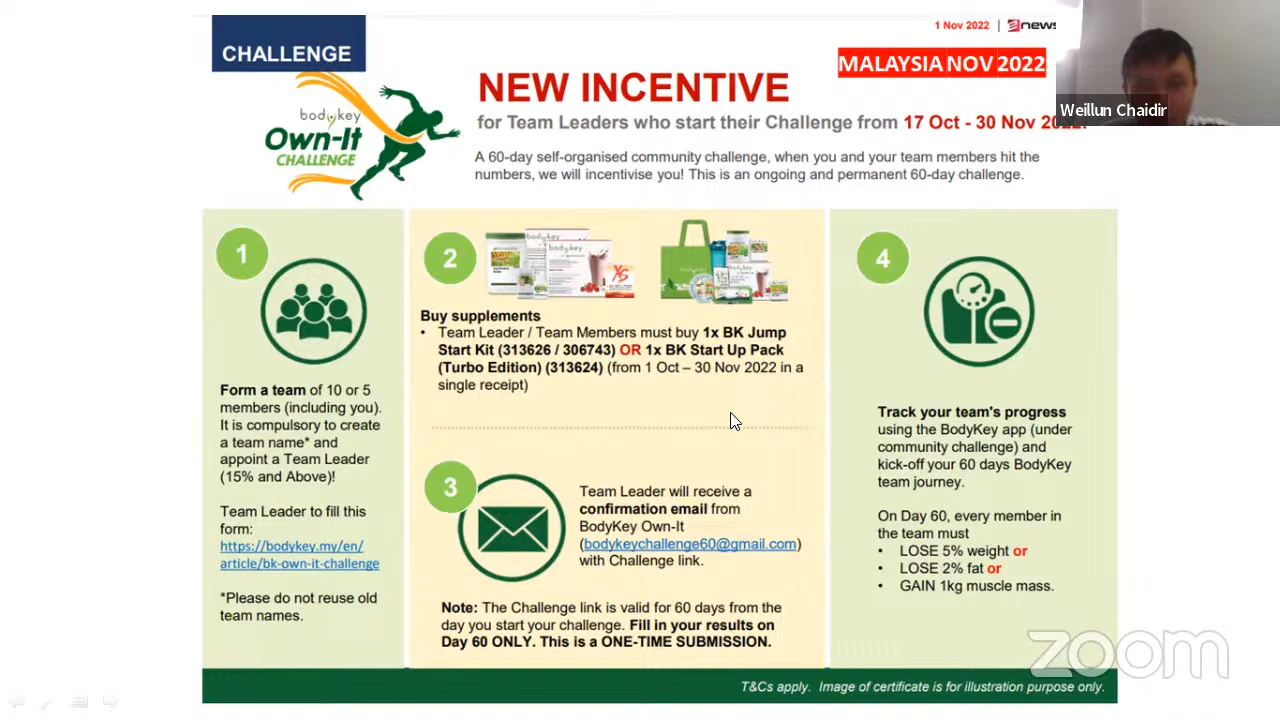 1 Nov 2022 | news
CHALLENGE
MALAYSIA NOV 2022
NEW INCENTIVE
Weillun Chaidir
for Team Leaders who start their Challenge from 17 Oct - 30 Nov 2022!
bodykey
Own-It
CHALLENGE
A 60-day self-organised community challenge, when you and your team members hit the
numbers, we will incentivise you! This is an ongoing and permanent 60-day challenge.
1
Form a team of 10 or 5
members (including you).
It is compulsory to create
a team name* and
appoint a Team Leader
(15% and Above)!
Team Leader to fill this
form:
https://bodykey.my/en/
article/bk-own-it-challenge
*Please do not reuse old
team names.
2
bodykey
bodykey
XS
Buy supplements
• Team Leader / Team Members must buy 1x BK Jump
Start Kit (313626 / 306743) OR 1x BK Start Up Pack
(Turbo Edition) (313624) (from 1 Oct – 30 Nov 2022 in a
single receipt)
3
Team Leader will receive a
confirmation email from
BodyKey Own-It
(bodykeychallenge60@gmail.com)
with Challenge link.
Note: The Challenge link is valid for 60 days from the
day you start your challenge. Fill in your results on
Day 60 ONLY. This is a ONE-TIME SUBMISSION.
4
Track your team's progress
using the BodyKey app (under
community challenge) and
kick-off your 60 days BodyKey
team journey.
On Day 60, every member in
the team must
• LOSE 5% weight or
• LOSE 2% fat or
• GAIN 1kg muscle mass.
zoom
T&Cs apply. Image of certificate is for illustration purpose only.